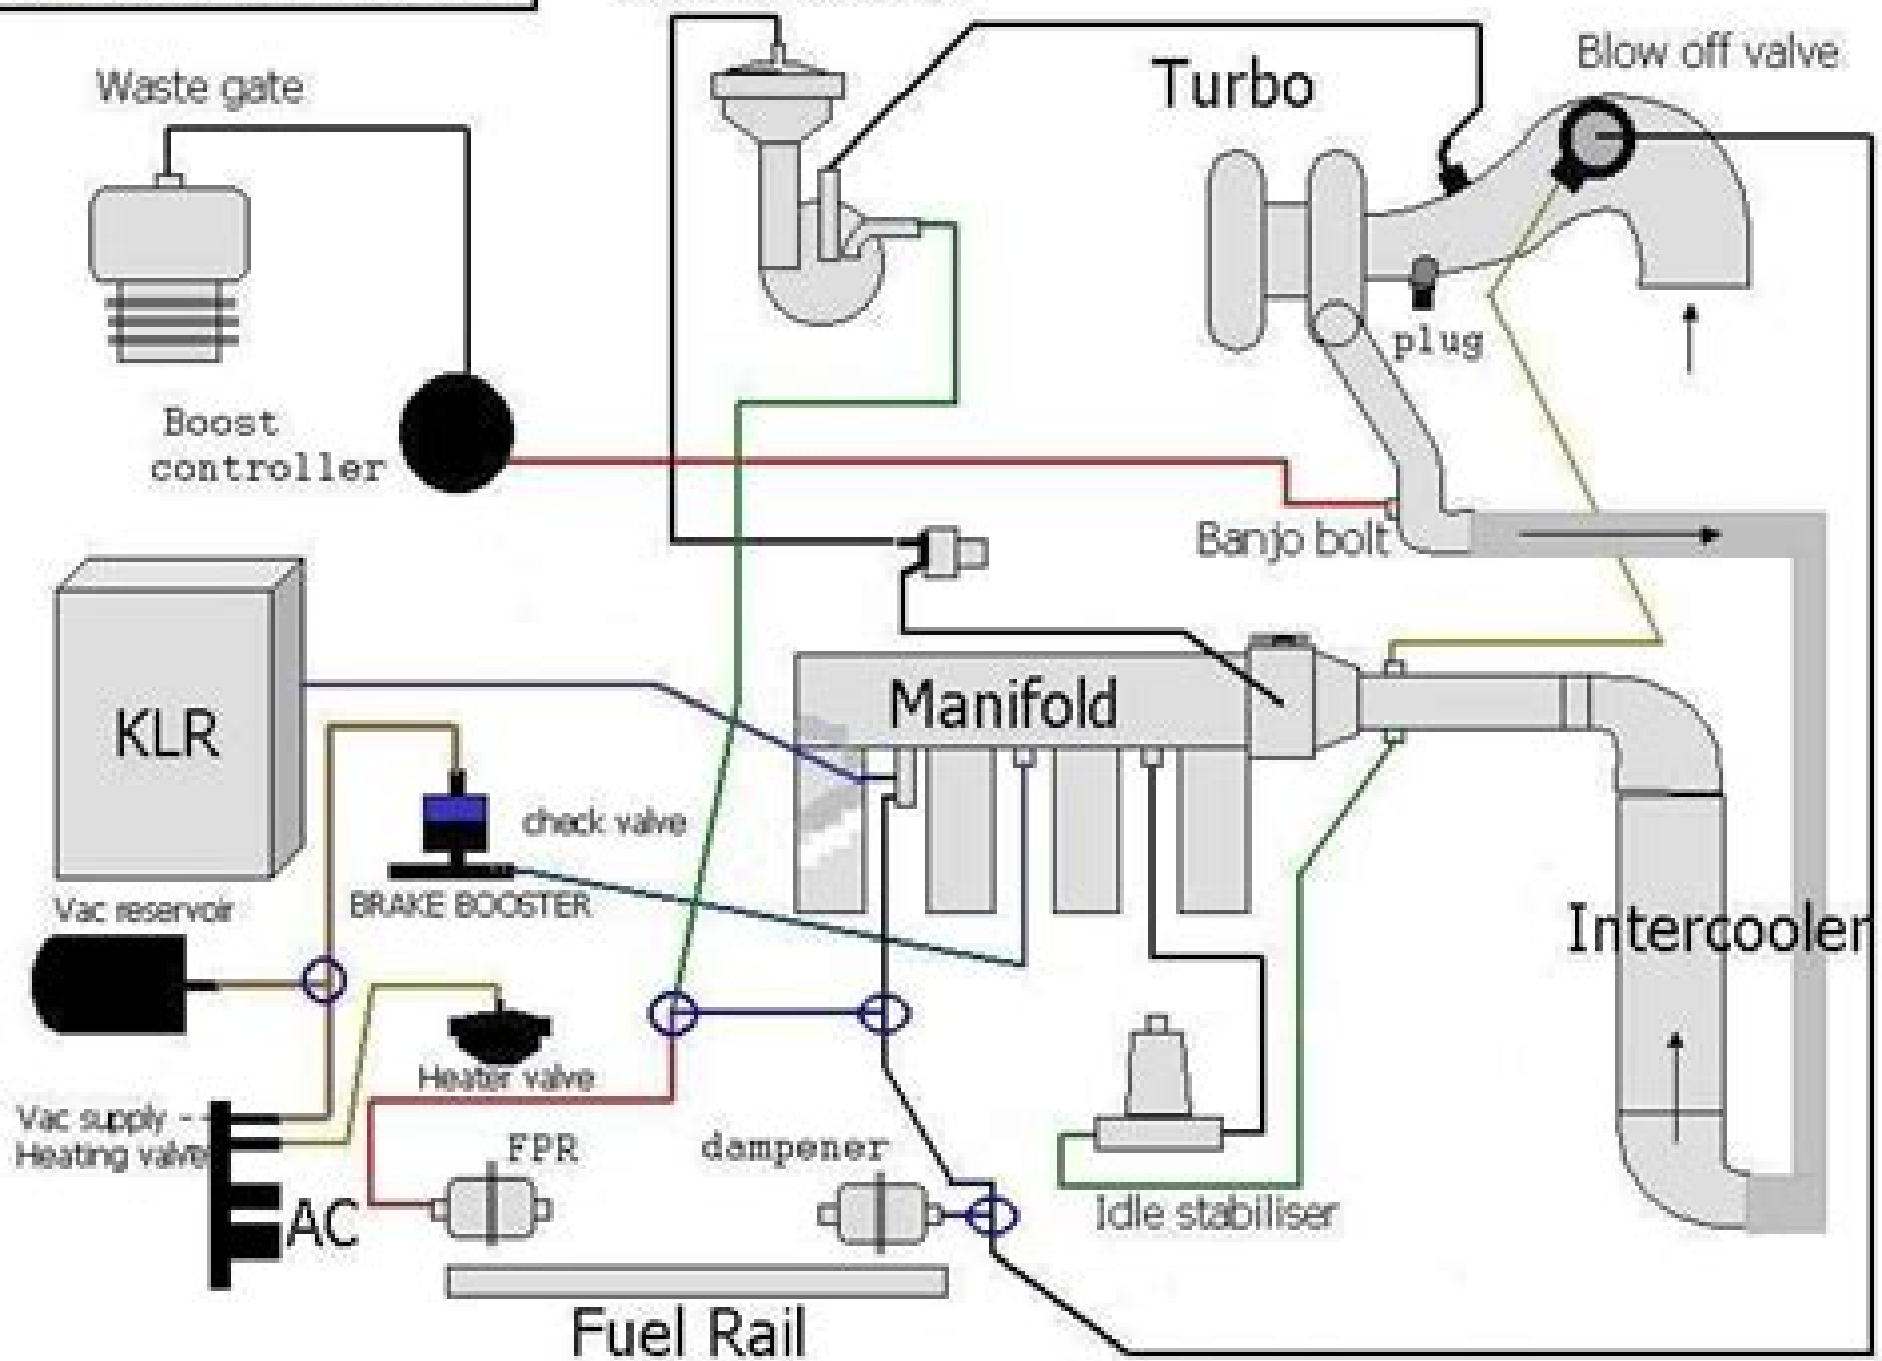 Waste gate
Turbo
Blow off valve
plug
Boost
controller
Banjo bolt
KLR
Manifold
check valve
BRAKE BOOSTER
Vac reservoir
Intercooler
Heater valve
Vac supply -
Heating valve
FPR
dampener
AC
Idle stabiliser
Fuel Rail